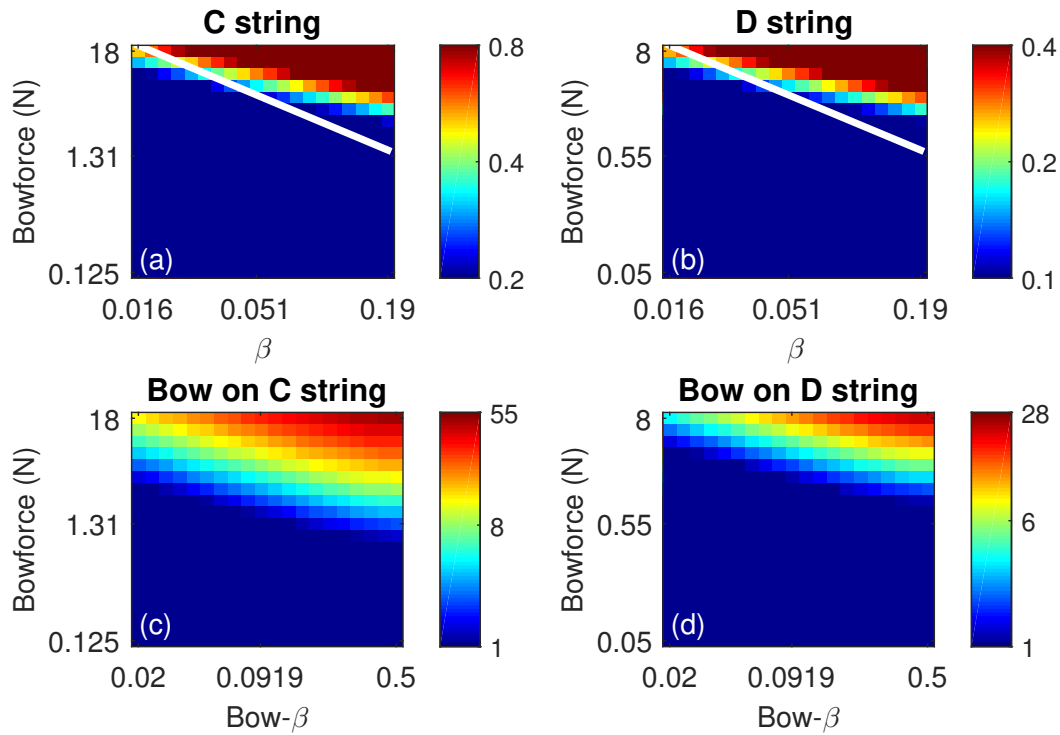 C string
Bowforce (N)
18
1.31
0.125
(a)
0.016
0.051
0.19
β
0.8
0.4
0.2
D string
Bowforce (N)
8
0.55
0.05
(b)
0.016
0.051
0.19
β
0.4
0.2
0.1
Bow on C string
Bowforce (N)
18
1.31
0.125
(c)
0.02
0.0919
0.5
Bow-β
55
8
1
Bow on D string
Bowforce (N)
8
0.55
0.05
(d)
0.02
0.0919
0.5
Bow-β
28
6
1